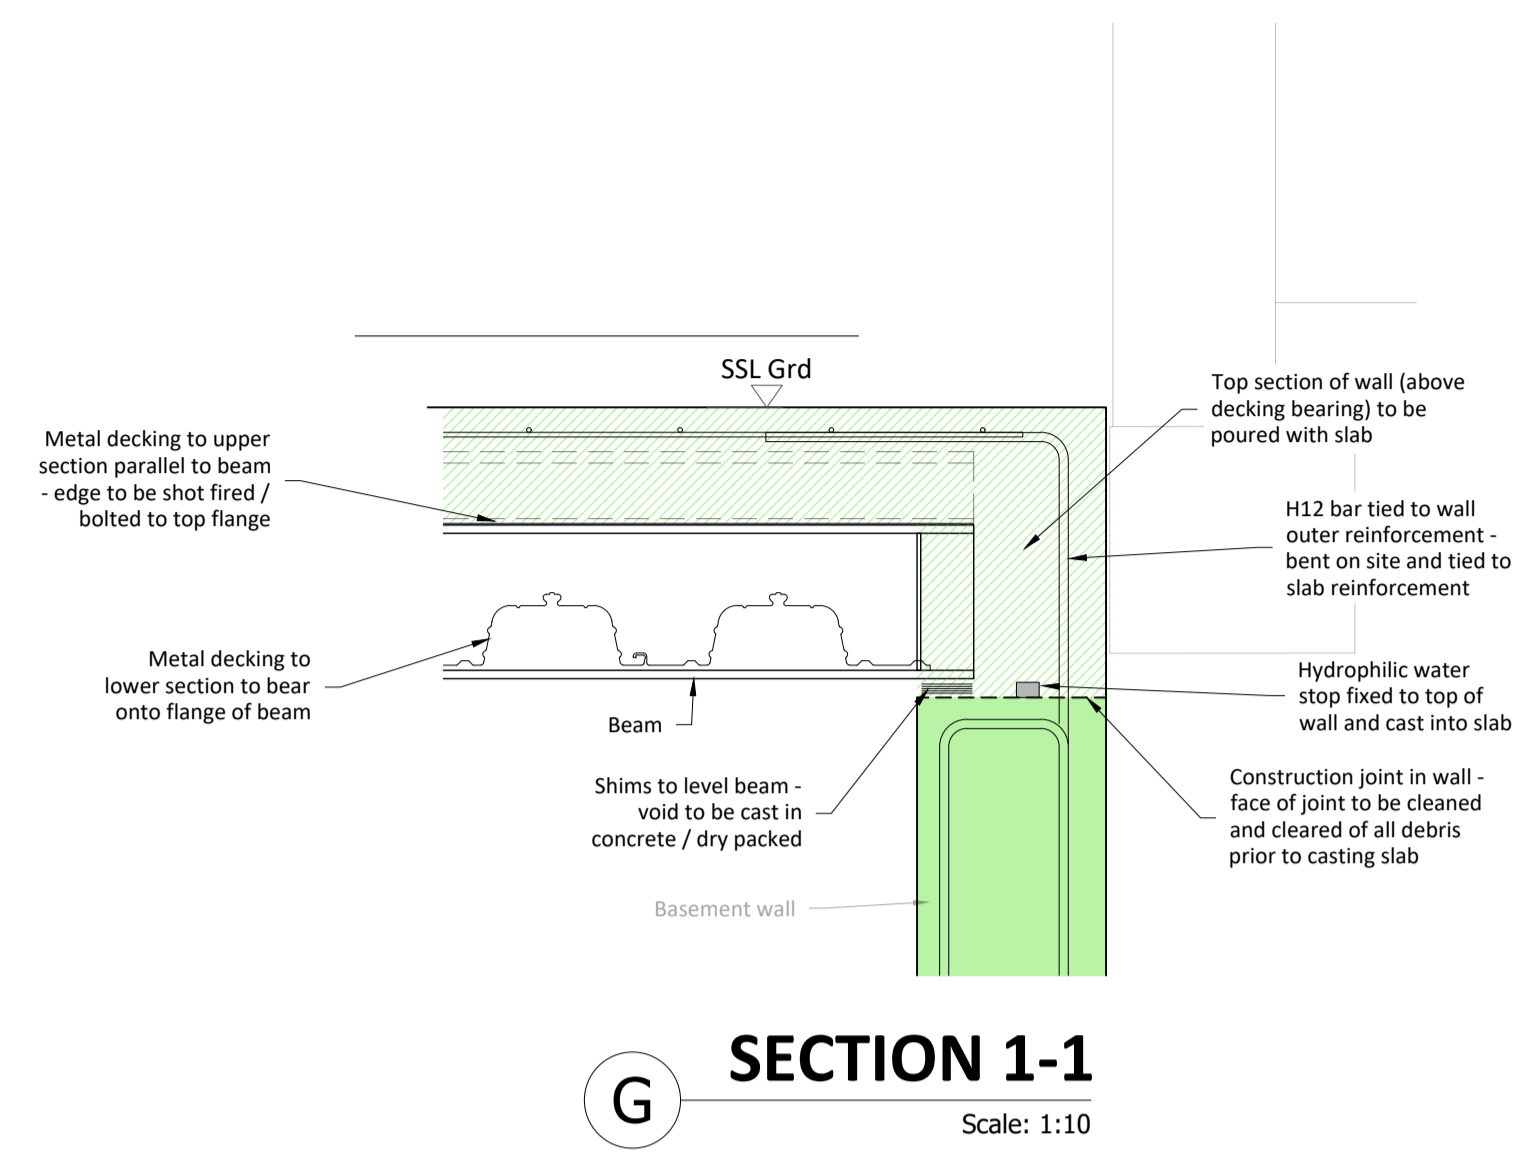 SSL Grd
Metal decking to upper
section parallel to beam
- edge to be shot fired /
bolted to top flange
Metal decking to
lower section to bear
onto flange of beam
Beam
Shims to level beam -
void to be cast in
concrete / dry packed
Basement wall
Top section of wall (above
decking bearing) to be
poured with slab
H12 bar tied to wall
outer reinforcement -
bent on site and tied to
slab reinforcement
Hydrophilic water
stop fixed to top of
wall and cast into slab
Construction joint in wall -
face of joint to be cleaned
and cleared of all debris
prior to casting slab
G
SECTION 1-1
Scale: 1:10